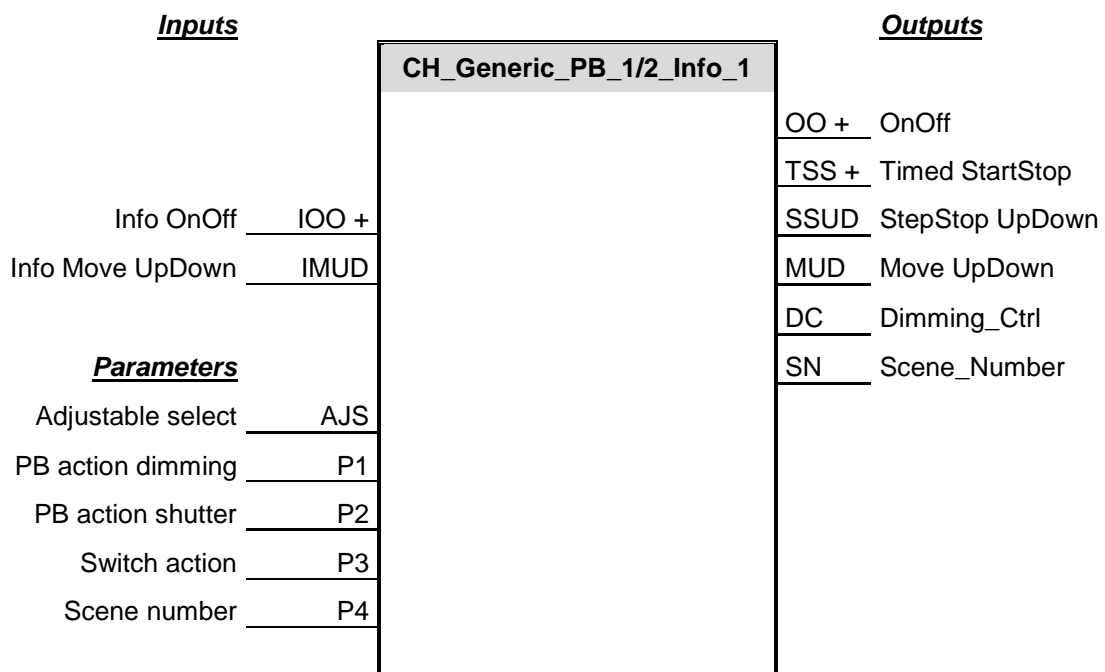 Inputs Outputs
CH_Generic_PB_1/2_Info_1
OO + OnOff
TSS + Timed StartStop
Info OnOff IOO + SSUD StepStop UpDown
Info Move UpDown IMUD MUD Move UpDown
DC Dimming_Ctrl
Parameters SN Scene_Number
Adjustable select AJS
PB action dimming P1
PB action shutter P2
Switch action P3
Scene number P4